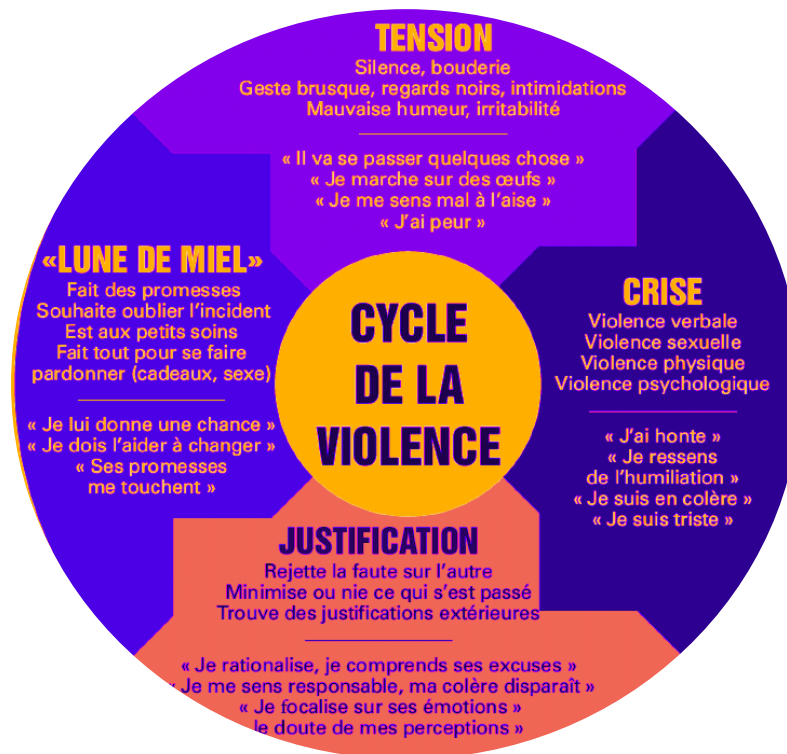 TENSION
Silence, bouderie
Geste brusque, regards noirs, intimidations
Mauvaise humeur, irritabilité
« Il va se passer quelques chose »
« Je marche sur des œufs »
« Je me sens mal à l'aise »
« J'ai peur »
«LUNE DE MIEL»
Fait des promesses
Souhaite oublier l'incident
Est aux petits soins
Fait tout pour se faire
pardonner (cadeaux, sexe)
« Je lui donne une chance »
« Je dois l'aider à changer »
« Ses promesses
me touchent »
CYCLE
DE LA
VIOLENCE
CRISE
Violence verbale
Violence sexuelle
Violence physique
Violence psychologique
« J'ai honte »
« Je ressens
de l'humiliation »
« Je suis en colère »
« Je suis triste »
JUSTIFICATION
Rejette la faute sur l'autre
Minimise ou nie ce qui s'est passé
Trouve des justifications extérieures
« Je rationalise, je comprends ses excuses »
« Je me sens responsable, ma colère disparaît »
« Je focalise sur ses émotions »
Je doute de mes perceptions »